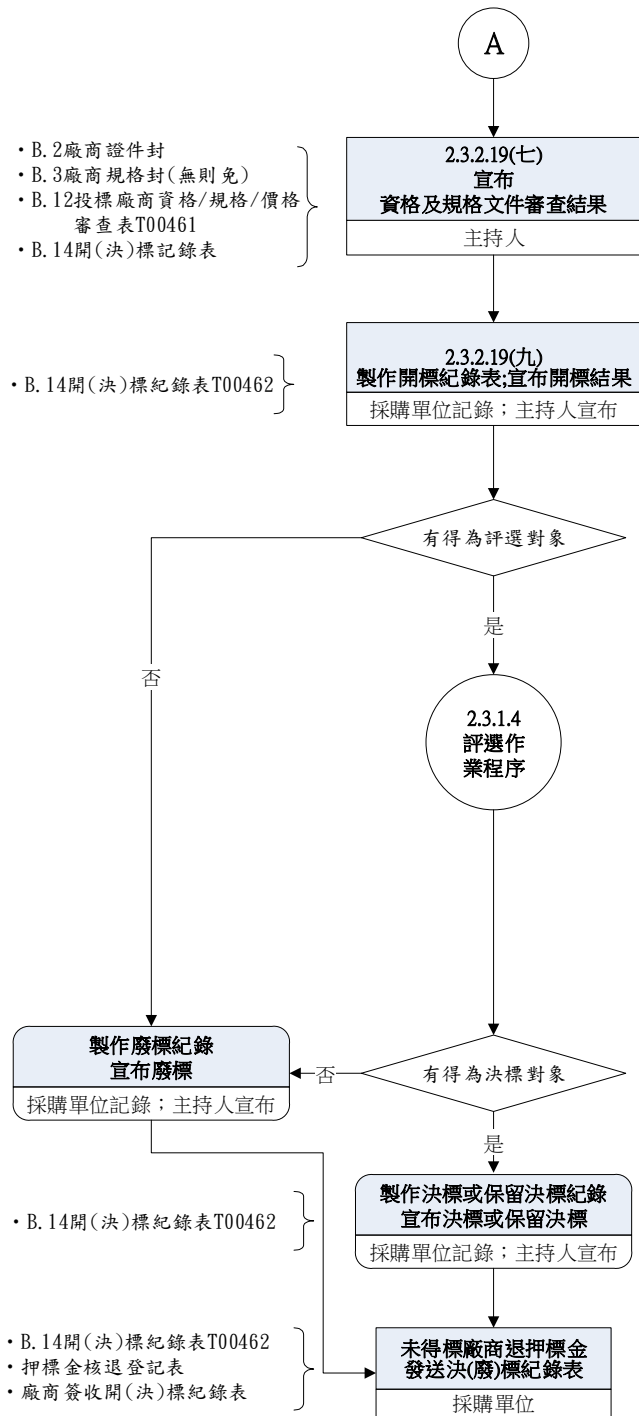 A
・B.2廠商證件封
・B.3廠商規格封(無則免)
・B.12投標廠商資格/規格/價格
審查表T00461
・B.14開(決)標記錄表
2.3.2.19(七)
宣布
資格及規格文件審查結果
主持人
・B.14開(決)標紀錄表T00462
2.3.2.19(九)
製作開標紀錄表;宣布開標結果
採購單位記錄；主持人宣布
有得為評選對象
是
否
2.3.1.4
評選作
業程序
製作廢標紀錄
宣布廢標
採購單位記錄；主持人宣布
否
有得為決標對象
是
・B.14開(決)標紀錄表T00462
製作決標或保留決標紀錄
宣布決標或保留決標
採購單位記錄；主持人宣布
・B.14開(決)標紀錄表T00462
・押標金核退登記表
・廠商簽收開(決)標紀錄表
未得標廠商退押標金
發送決(廢)標紀錄表
採購單位